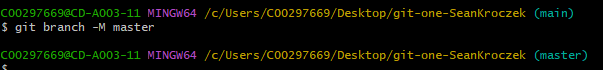 C00297669@CD-A003-11 MINGW64 /c/Users/C00297669/Desktop/git-one-SeanKroczek (main)
$ git branch -M master
C00297669@CD-A003-11 MINGW64 /c/Users/C00297669/Desktop/git-one-SeanKroczek (master)
$